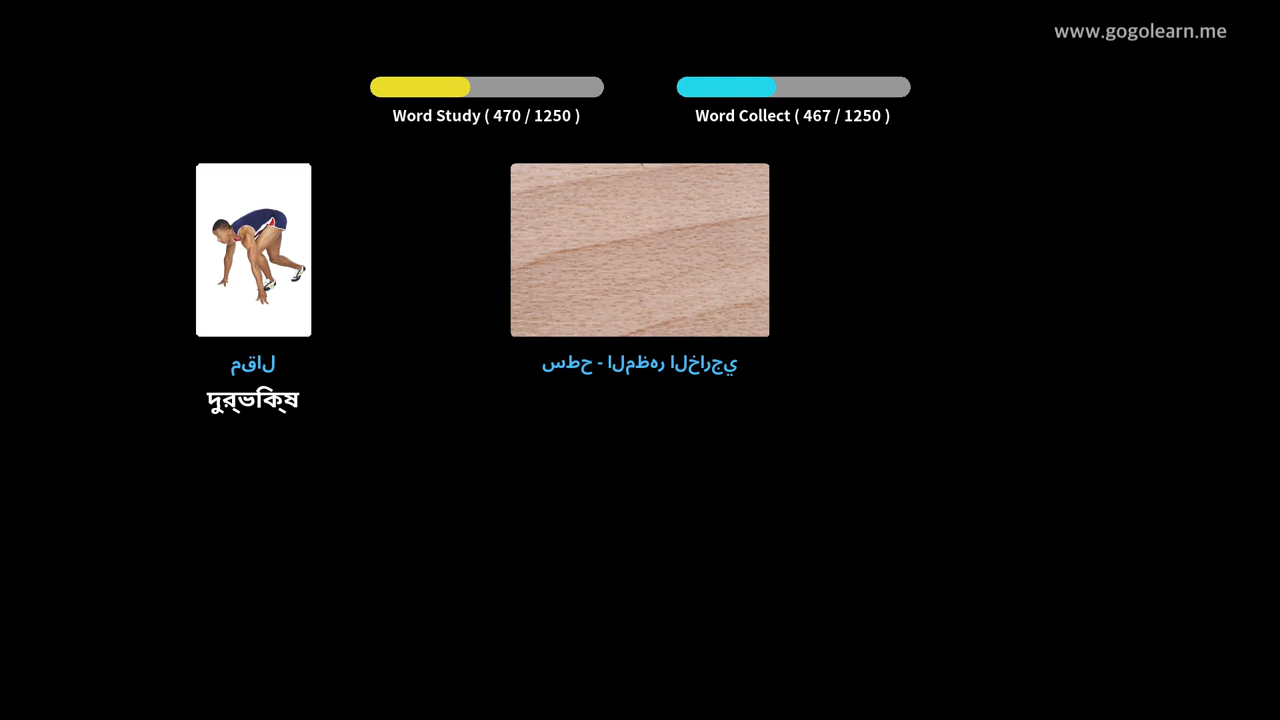 www.gogolearn.me
Word Study ( 470 / 1250 )
Word Collect ( 467 / 1250 )
مقال
سطح - المظهر الخارجي
দুর্ভিক্ষ